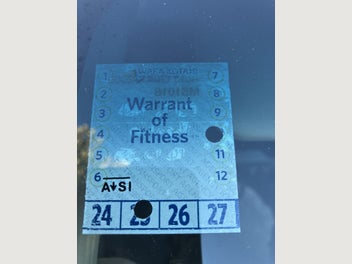 1 7
2 8
3 Warrant 9
of
4 Fitness
5 11
6 12
A↓SI
24 25 26 27